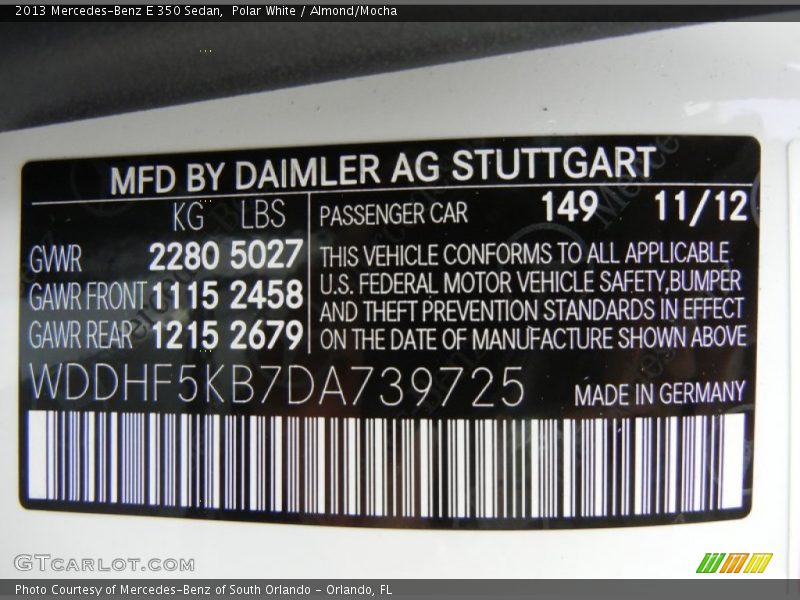 2013 Mercedes-Benz E 350 Sedan,  Polar White / Almond/Mocha
MFD BY DAIMLER AG STUTTGART
KG LBS
GVWR 2280 5027
GAWR FRONT 1115 2458
GAWR REAR 1215 2679
PASSENGER CAR 149 11/12
THIS VEHICLE CONFORMS TO ALL APPLICABLE
U.S. FEDERAL MOTOR VEHICLE SAFETY,BUMPER
AND THEFT PREVENTION STANDARDS IN EFFECT
ON THE DATE OF MANUFACTURE SHOWN ABOVE
WDDHF5KB7DA739725
MADE IN GERMANY
GTCARLOT.COM
Photo Courtesy of Mercedes-Benz of South Orlando - Orlando, FL